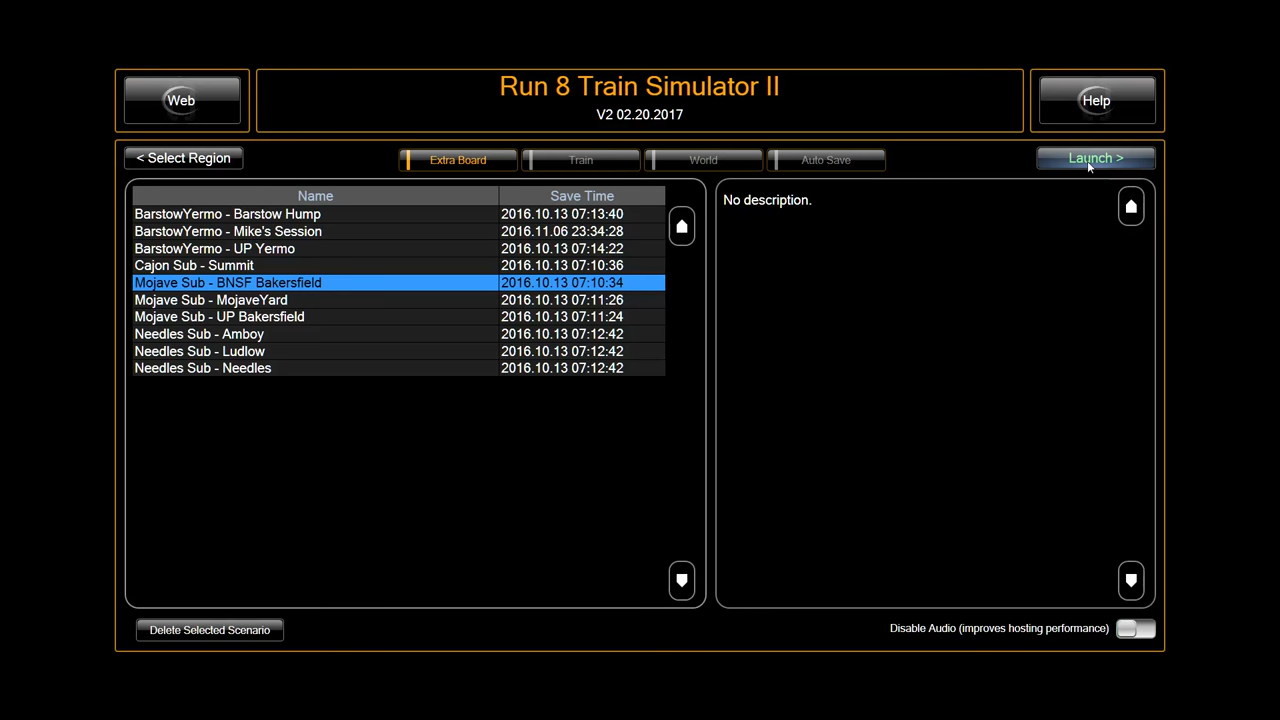 Web
Run 8 Train Simulator II
V2 02.20.2017
Help
< Select Region
Extra Board
Train
World
Auto Save
Launch >
Name Save Time
BarstowYermo - Barstow Hump 2016.10.13 07:13:40
BarstowYermo - Mike's Session 2016.11.06 23:34:28
BarstowYermo - UP Yermo 2016.10.13 07:14:22
Cajon Sub - Summit 2016.10.13 07:10:36
Mojave Sub - BNSF Bakersfield 2016.10.13 07:10:34
Mojave Sub - MojaveYard 2016.10.13 07:11:26
Mojave Sub - UP Bakersfield 2016.10.13 07:11:24
Needles Sub - Amboy 2016.10.13 07:12:42
Needles Sub - Ludlow 2016.10.13 07:12:42
Needles Sub - Needles 2016.10.13 07:12:42
No description.
Delete Selected Scenario
Disable Audio (improves hosting performance)